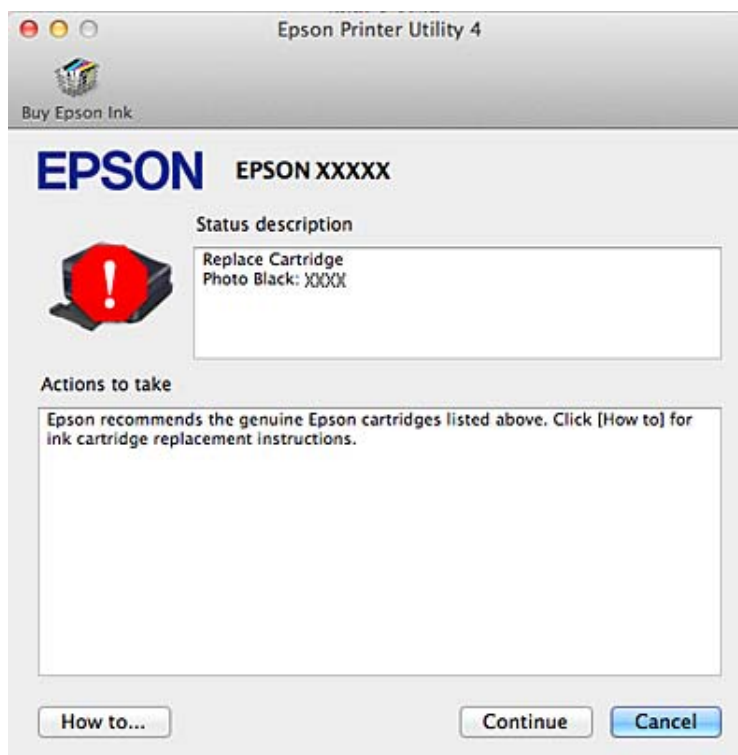 Epson Printer Utility 4
Buy Epson Ink
EPSON EPSON XXXXX
Status description
Replace Cartridge
Photo Black: XXXX
Actions to take
Epson recommends the genuine Epson cartridges listed above. Click [How to] for
ink cartridge replacement instructions.
How to... Continue Cancel